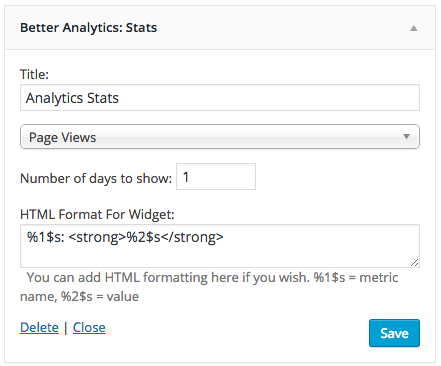 Better Analytics: Stats
Title:
Analytics Stats
Page Views
Number of days to show: 1
HTML Format For Widget:
%1$s: <strong>%2$s</strong>
You can add HTML formatting here if you wish. %1$s = metric
name, %2$s = value
Delete | Close
Save